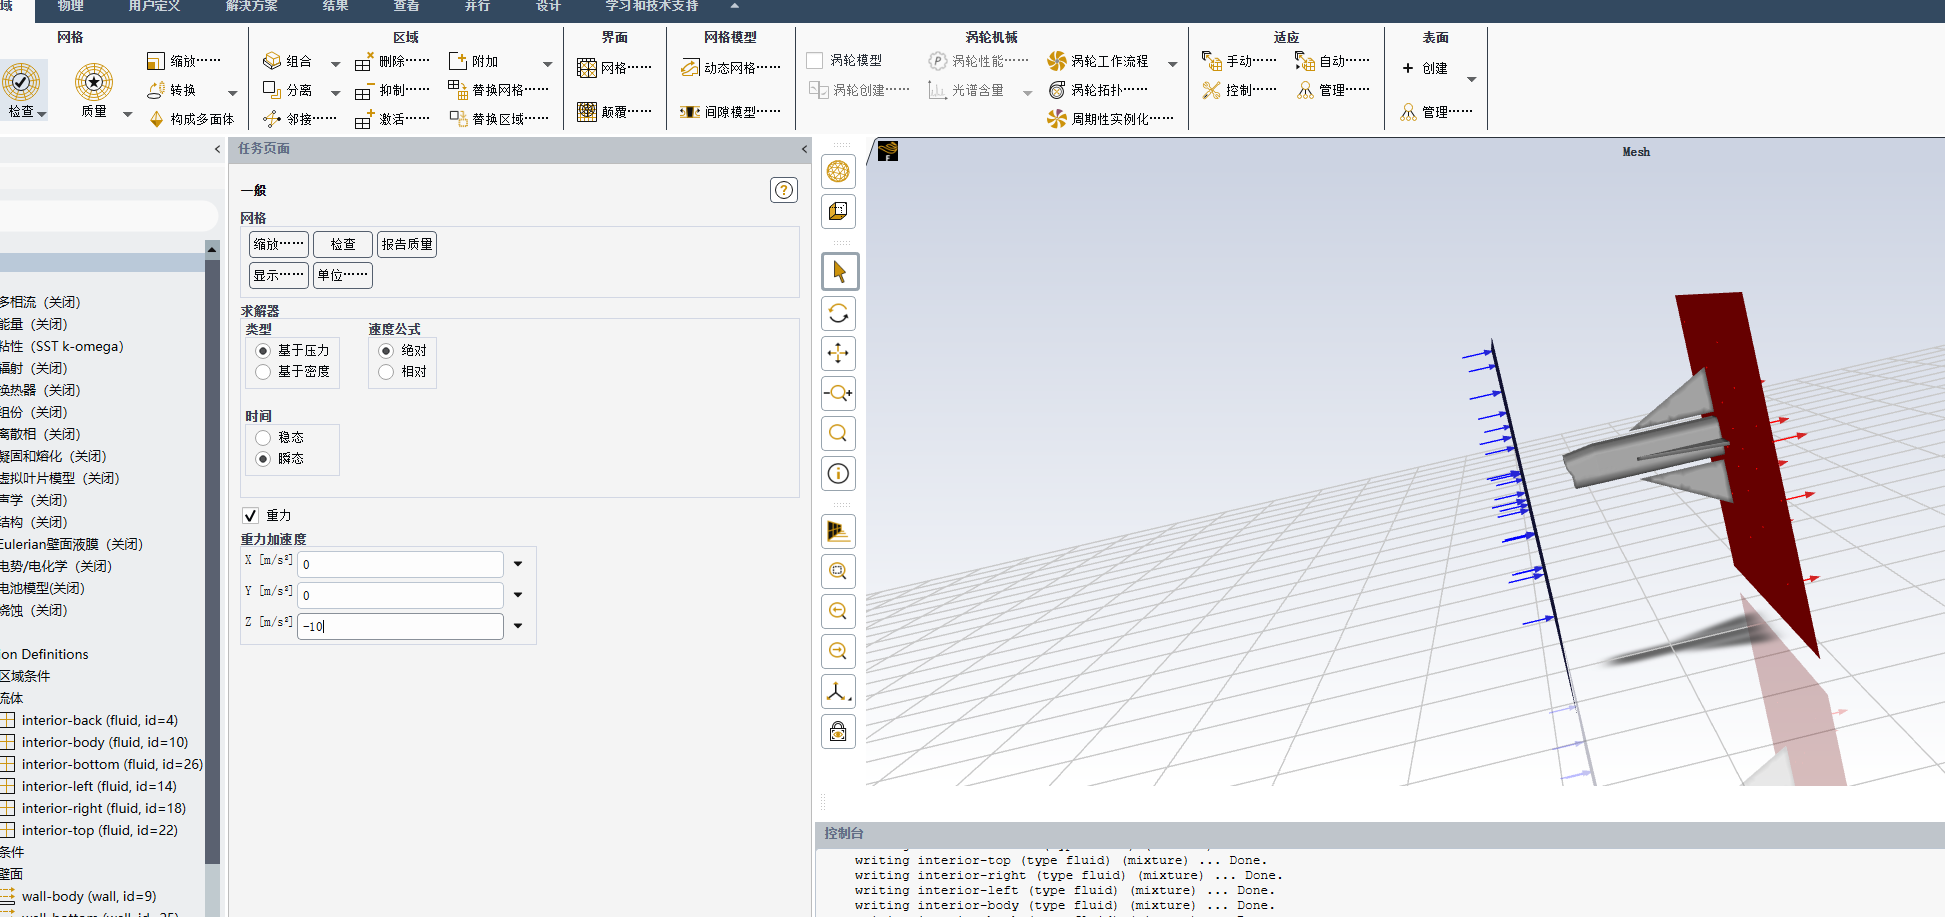 域 物理 用户定义 解决方案 结果 查看 并行 设计 学习和技术支持
网格 区域 界面 网格模型 涡轮机械 适应 表面
检查
质量
缩放……
转换
构成多面体
组合
分离
邻接……
删除……
抑制……
激活……
附加
替换网格……
替换区域……
网格……
颠覆……
动态网格……
间隙模型……
涡轮模型
涡轮创建……
涡轮性能……
光谱含量
涡轮工作流程
涡轮拓扑……
周期性实例化……
手动……
控制……
自动……
管理……
创建
管理……
多相流（关闭）
能量（关闭）
粘性（SST k-omega）
辐射（关闭）
换热器（关闭）
组份（关闭）
离散相（关闭）
凝固和熔化（关闭）
虚拟叶片模型（关闭）
声学（关闭）
结构（关闭）
Eulerian壁面液膜（关闭）
电势/电化学（关闭）
电池模型(关闭)
烧蚀（关闭）
ion Definitions
区域条件
流体
interior-back (fluid, id=4)
interior-body (fluid, id=10)
interior-bottom (fluid, id=26)
interior-left (fluid, id=14)
interior-right (fluid, id=18)
interior-top (fluid, id=22)
条件
壁面
wall-body (wall, id=9)
wall-bottom (wall, id=25)
任务页面
一般
网格
缩放…… 检查 报告质量
显示…… 单位……
求解器
类型 速度公式
基于压力 绝对
基于密度 相对
时间
稳态
瞬态
重力
重力加速度
X [m/s²] 0
Y [m/s²] 0
Z [m/s²] -10
Mesh
控制台
writing interior-top (type fluid) (mixture) ... Done.
writing interior-right (type fluid) (mixture) ... Done.
writing interior-left (type fluid) (mixture) ... Done.
writing interior-body (type fluid) (mixture) ... Done.